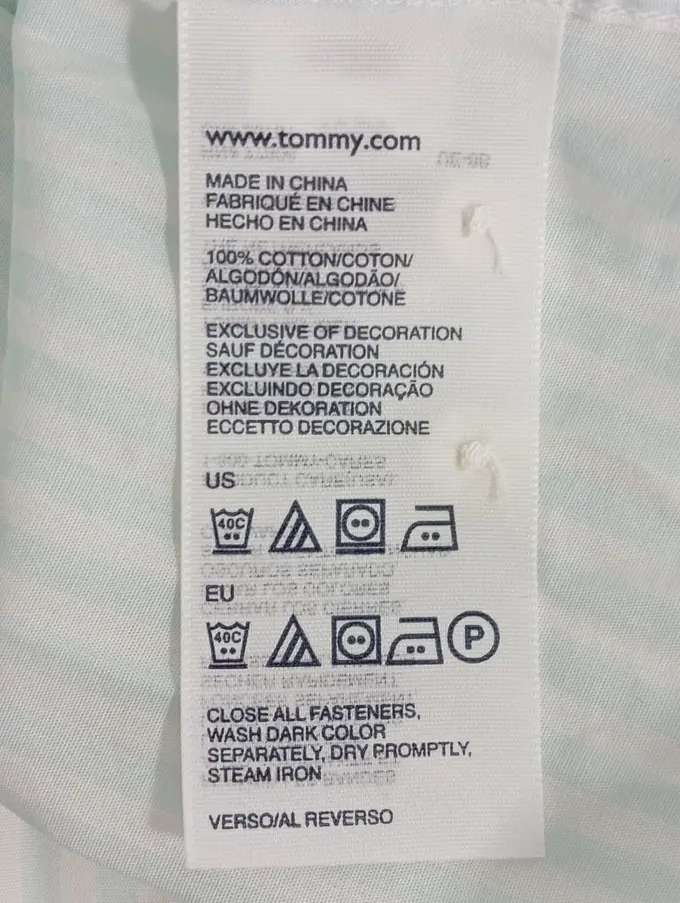 www.tommy.com
MADE IN CHINA
FABRIQUÉ EN CHINE
HECHO EN CHINA
100% COTTON/COTON/
ALGODÓN/ALGODÃO/
BAUMWOLLE/COTONE
EXCLUSIVE OF DECORATION
SAUF DÉCORATION
EXCLUYE LA DECORACIÓN
EXCLUINDO DECORAÇÃO
OHNE DEKORATION
ECCETTO DECORAZIONE
US
40C
EU
40C
P
CLOSE ALL FASTENERS,
WASH DARK COLOR
SEPARATELY, DRY PROMPTLY,
STEAM IRON
VERSO/AL REVERSO